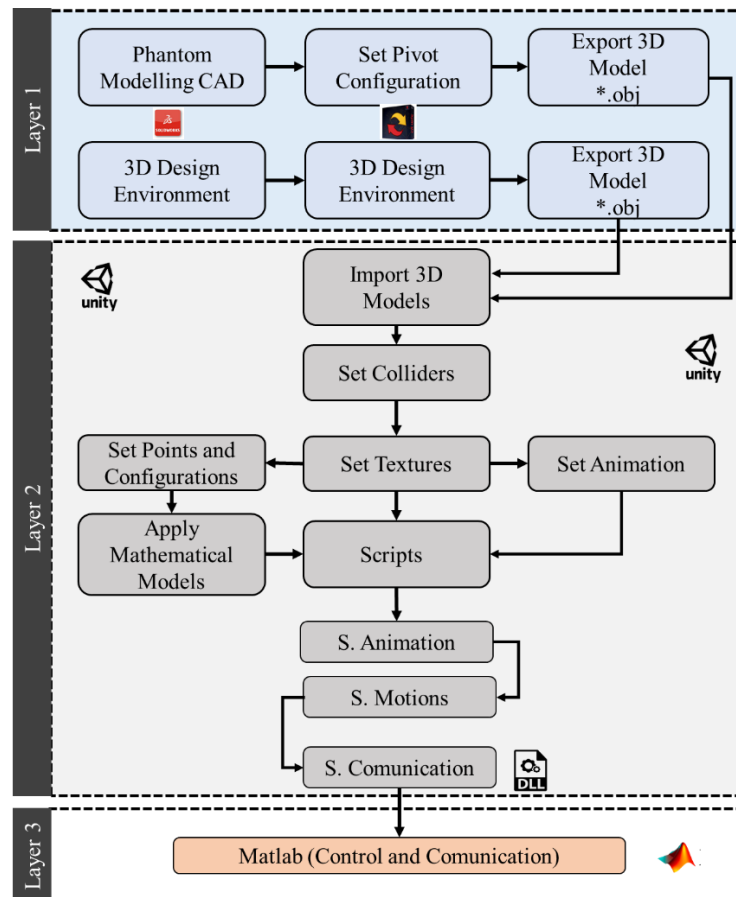 Layer 1
Phantom
Modelling CAD
Set Pivot
Configuration
Export 3D
Model
*.obj
SOLIDWORKS
3D Design
Environment
3D Design
Environment
Export 3D
Model
*.obj
Layer 2
unity
Import 3D
Models
unity
Set Colliders
Set Points and
Configurations
Set Textures
Set Animation
Apply
Mathematical
Models
Scripts
S. Animation
S. Motions
S. Comunication
DLL
Layer 3
Matlab (Control and Comunication)